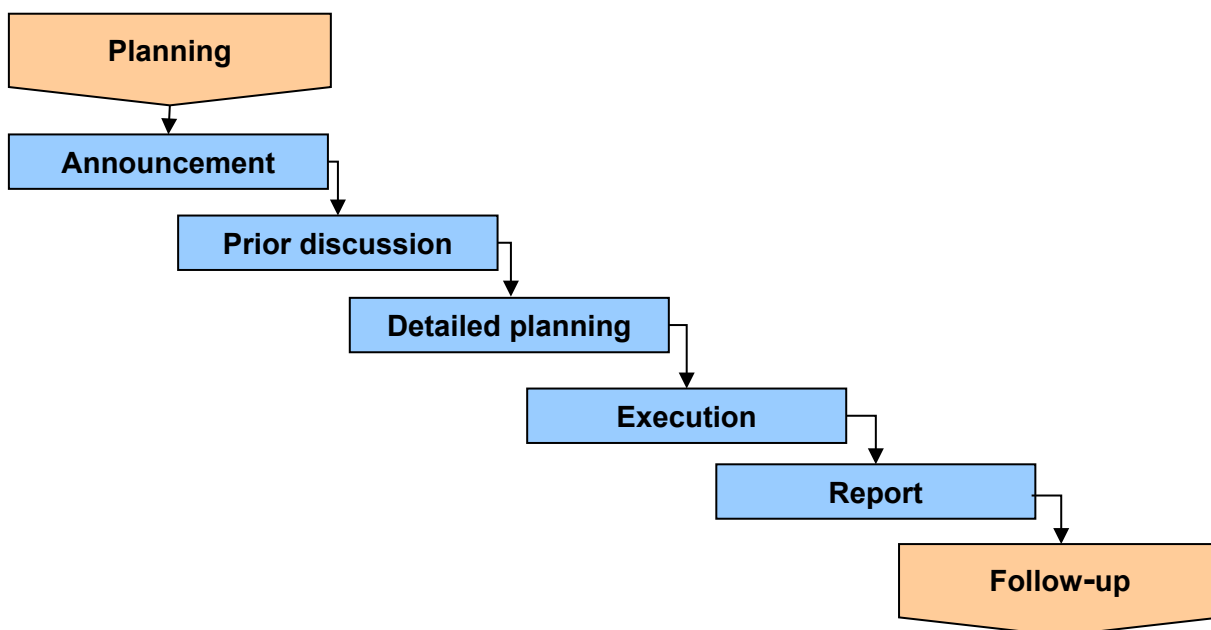 Planning
Announcement
Prior discussion
Detailed planning
Execution
Report
Follow-up